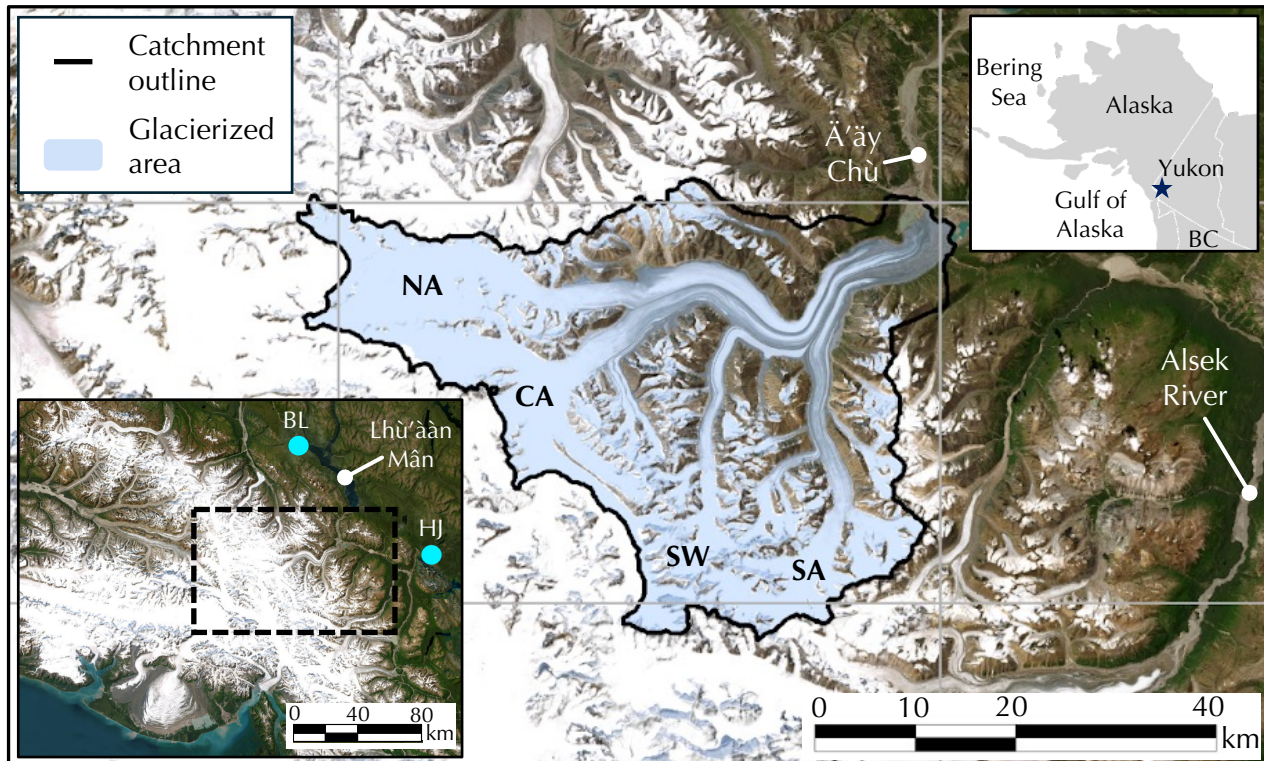 Catchment
outline
Glacierized
area
Ä'äy
Chù
Bering
Sea
Alaska
Yukon
Gulf of
Alaska
BC
NA
CA
SW
SA
Alsek
River
BL
Lhù'ààn
Mân
HJ
0 40 80
km
0 10 20 40
km